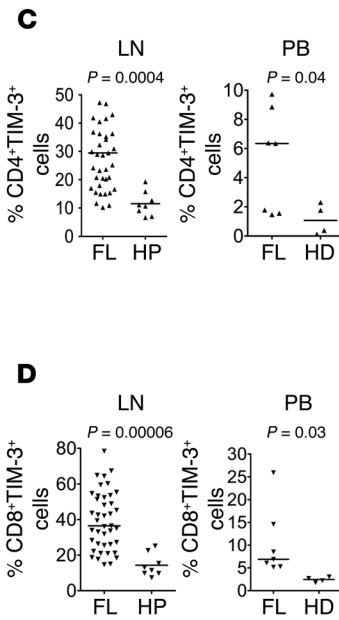 C
LN
PB
P = 0.0004
P = 0.04
% CD4⁺TIM-3⁺
cells
50
40
30
20
10
0
FL
HP
% CD4⁺TIM-3⁺
cells
10
8
6
4
2
0
FL
HD
D
LN
PB
P = 0.00006
P = 0.03
% CD8⁺TIM-3⁺
cells
80
60
40
20
0
FL
HP
% CD8⁺TIM-3⁺
cells
30
25
20
15
10
5
0
FL
HD